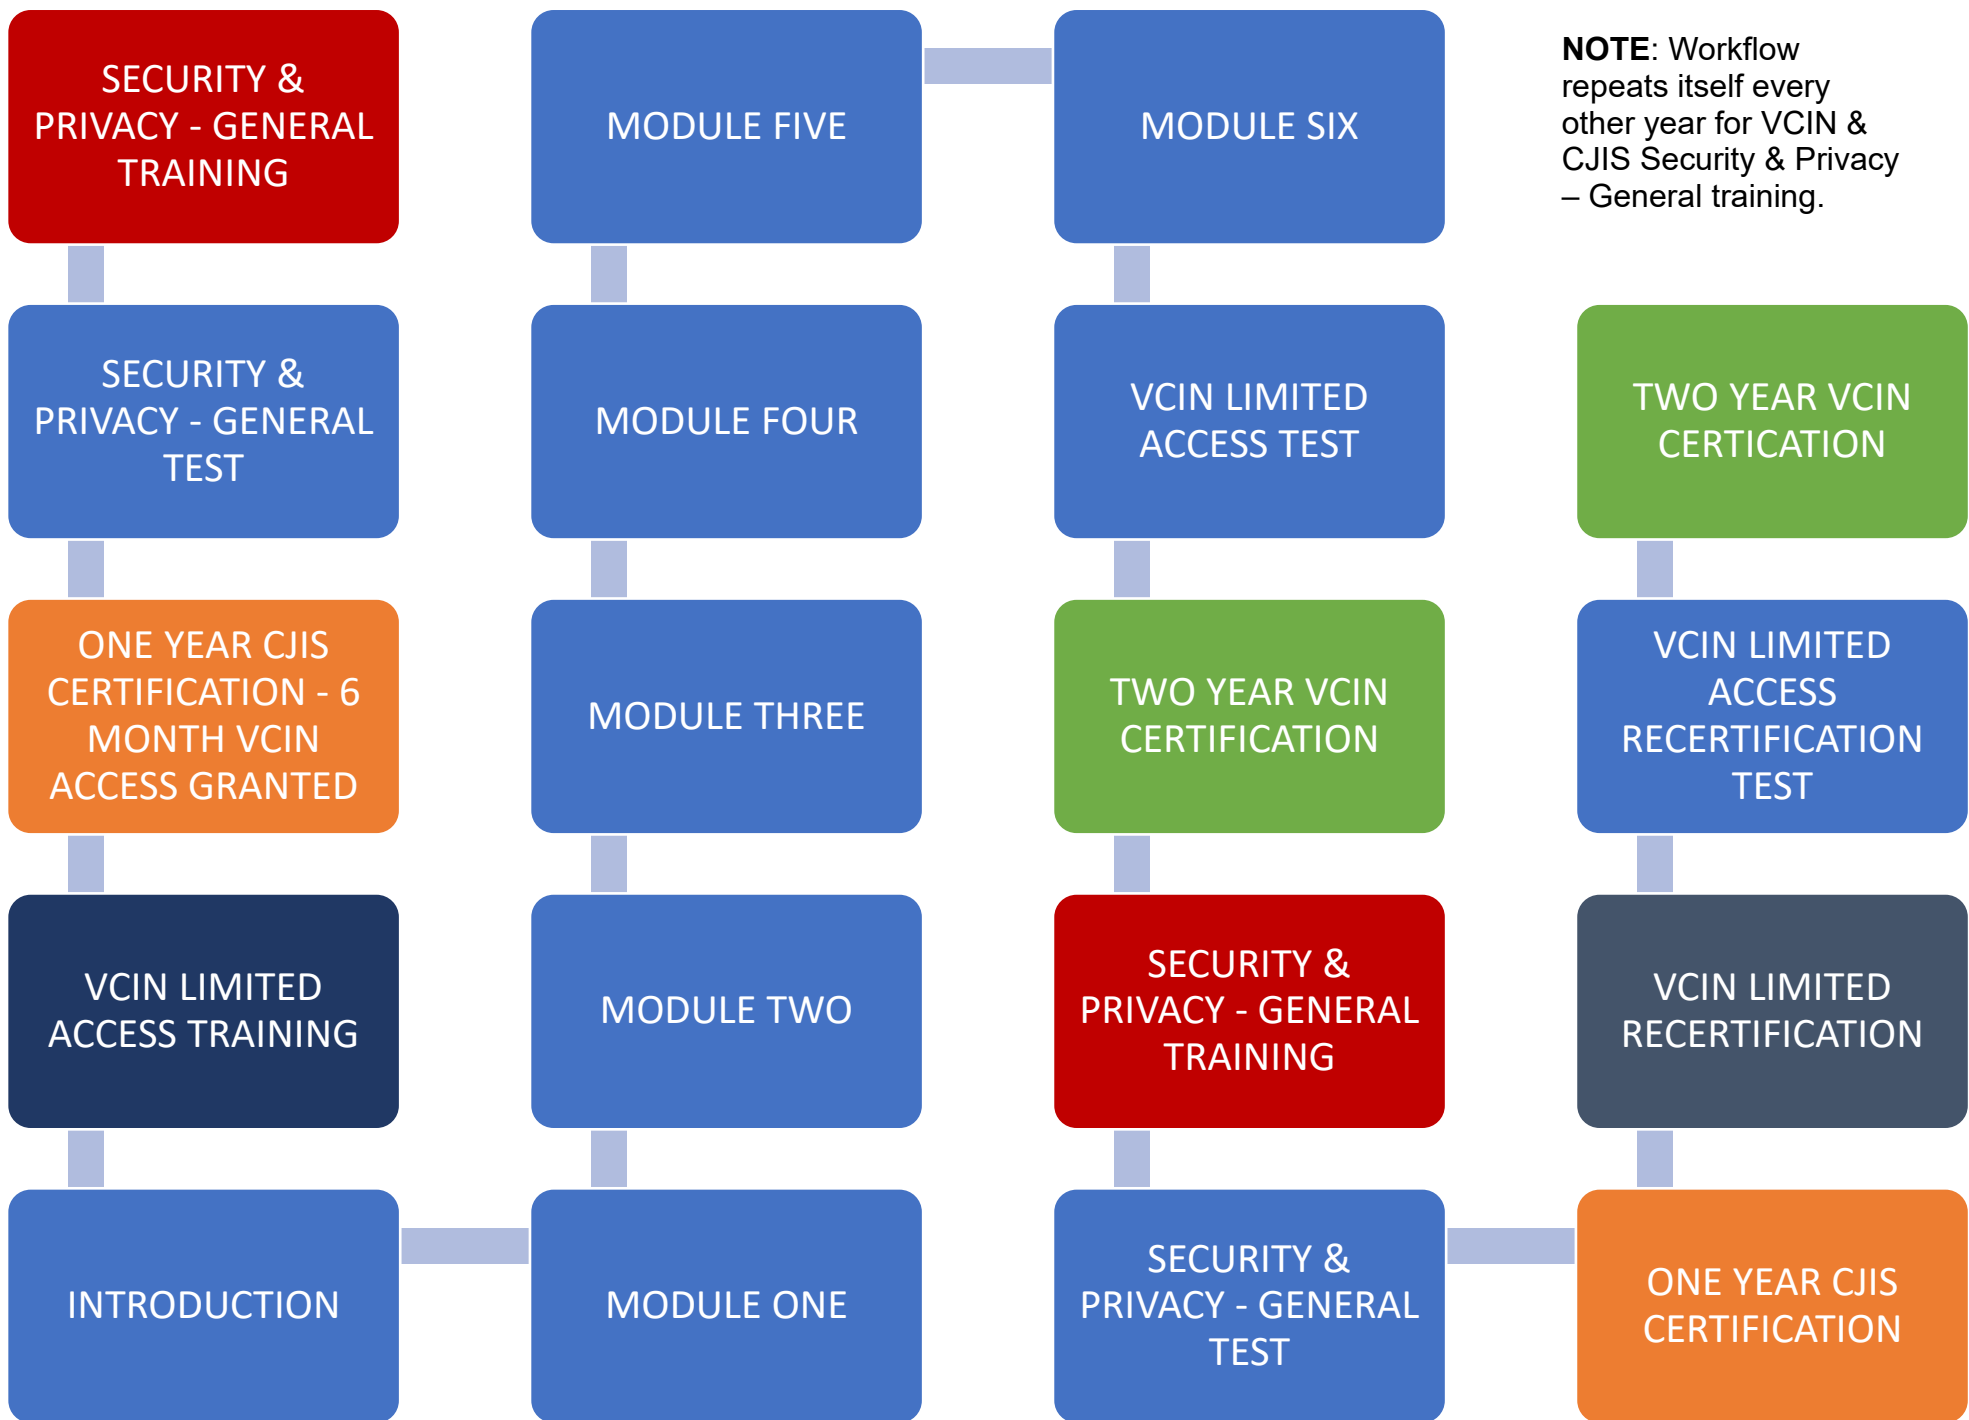 SECURITY &
PRIVACY - GENERAL
TRAINING
SECURITY &
PRIVACY - GENERAL
TEST
ONE YEAR CJIS
CERTIFICATION - 6
MONTH VCIN
ACCESS GRANTED
VCIN LIMITED
ACCESS TRAINING
INTRODUCTION
MODULE ONE
MODULE TWO
MODULE THREE
MODULE FOUR
MODULE FIVE
MODULE SIX
VCIN LIMITED
ACCESS TEST
TWO YEAR VCIN
CERTIFICATION
SECURITY &
PRIVACY - GENERAL
TRAINING
SECURITY &
PRIVACY - GENERAL
TEST
ONE YEAR CJIS
CERTIFICATION
VCIN LIMITED
RECERTIFICATION
VCIN LIMITED
ACCESS
RECERTIFICATION
TEST
TWO YEAR VCIN
CERTICATION
NOTE: Workflow
repeats itself every
other year for VCIN &
CJIS Security & Privacy
– General training.